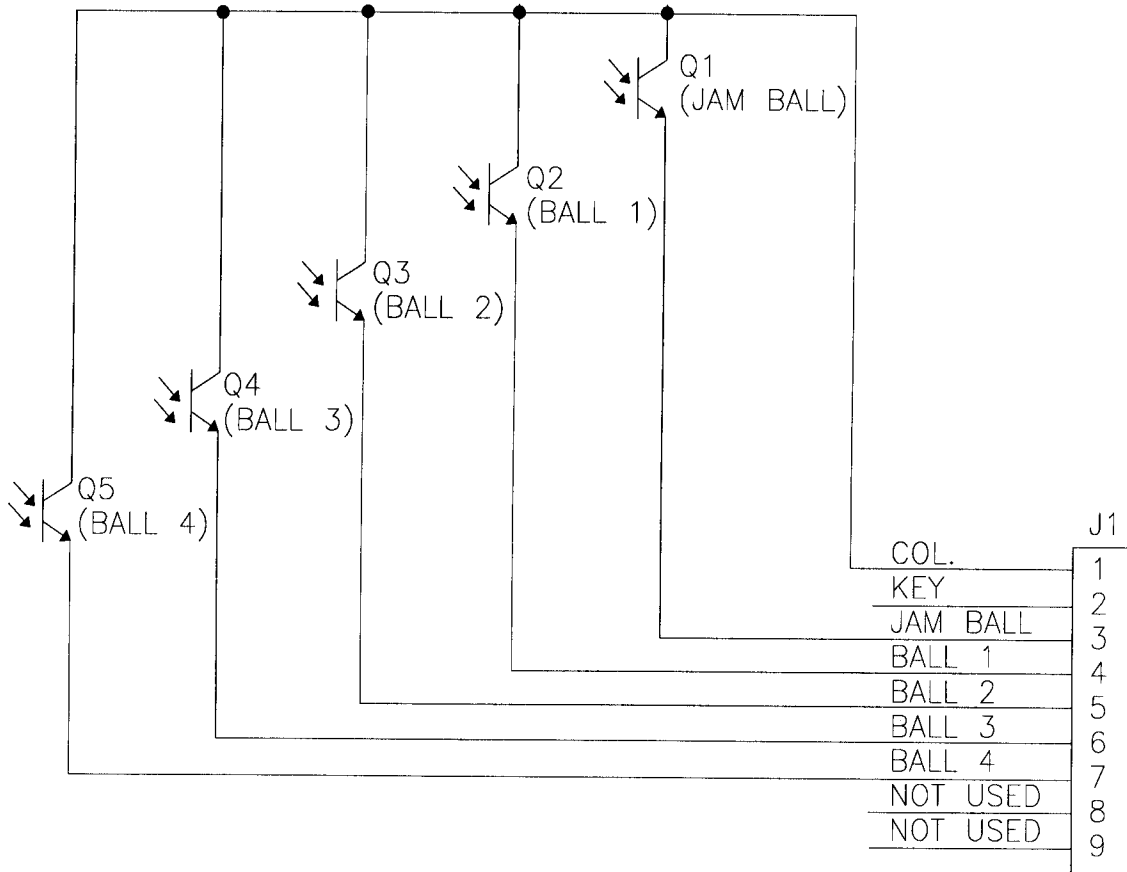 Q1
(JAM BALL)
Q2
(BALL 1)
Q3
(BALL 2)
Q4
(BALL 3)
Q5
(BALL 4)
J1
COL. 1
KEY 2
JAM BALL 3
BALL 1 4
BALL 2 5
BALL 3 6
BALL 4 7
NOT USED 8
NOT USED 9